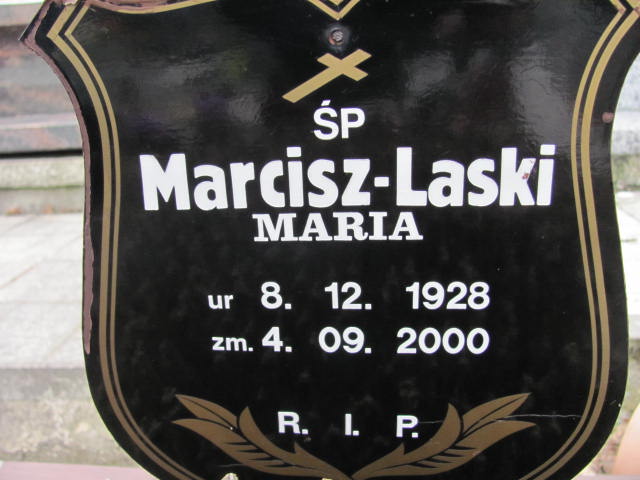 ŚP
Marcisz-Laski
MARIA
ur 8. 12. 1928
zm. 4. 09. 2000
R. I. P.